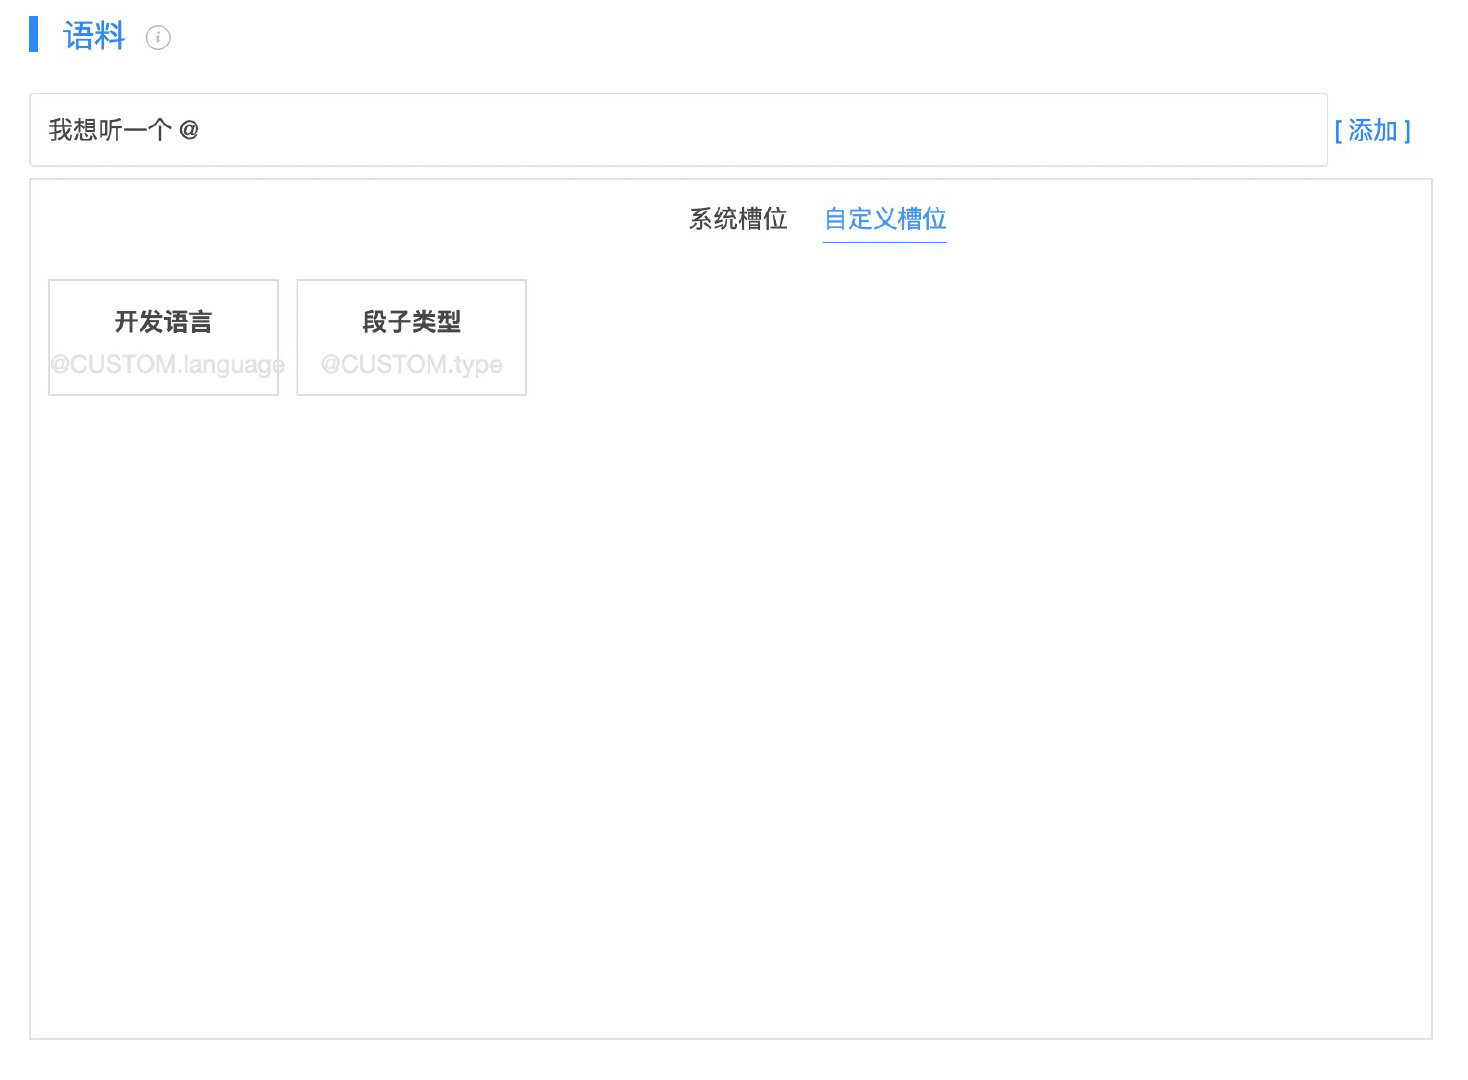 语料
我想听一个 @
[ 添加 ]
系统槽位 自定义槽位
开发语言 段子类型
@CUSTOM.language @CUSTOM.type